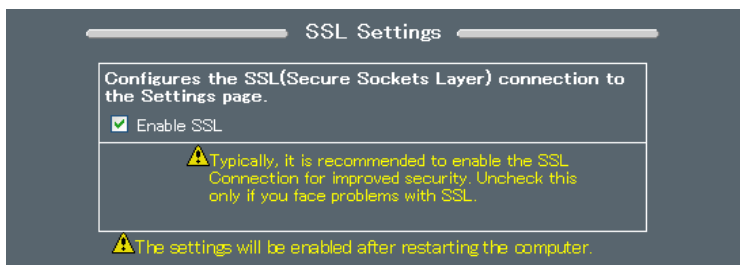 SSL Settings
Configures the SSL(Secure Sockets Layer) connection to
the Settings page.
Enable SSL
Typically, it is recommended to enable the SSL
Connection for improved security. Uncheck this
only if you face problems with SSL.
The settings will be enabled after restarting the computer.